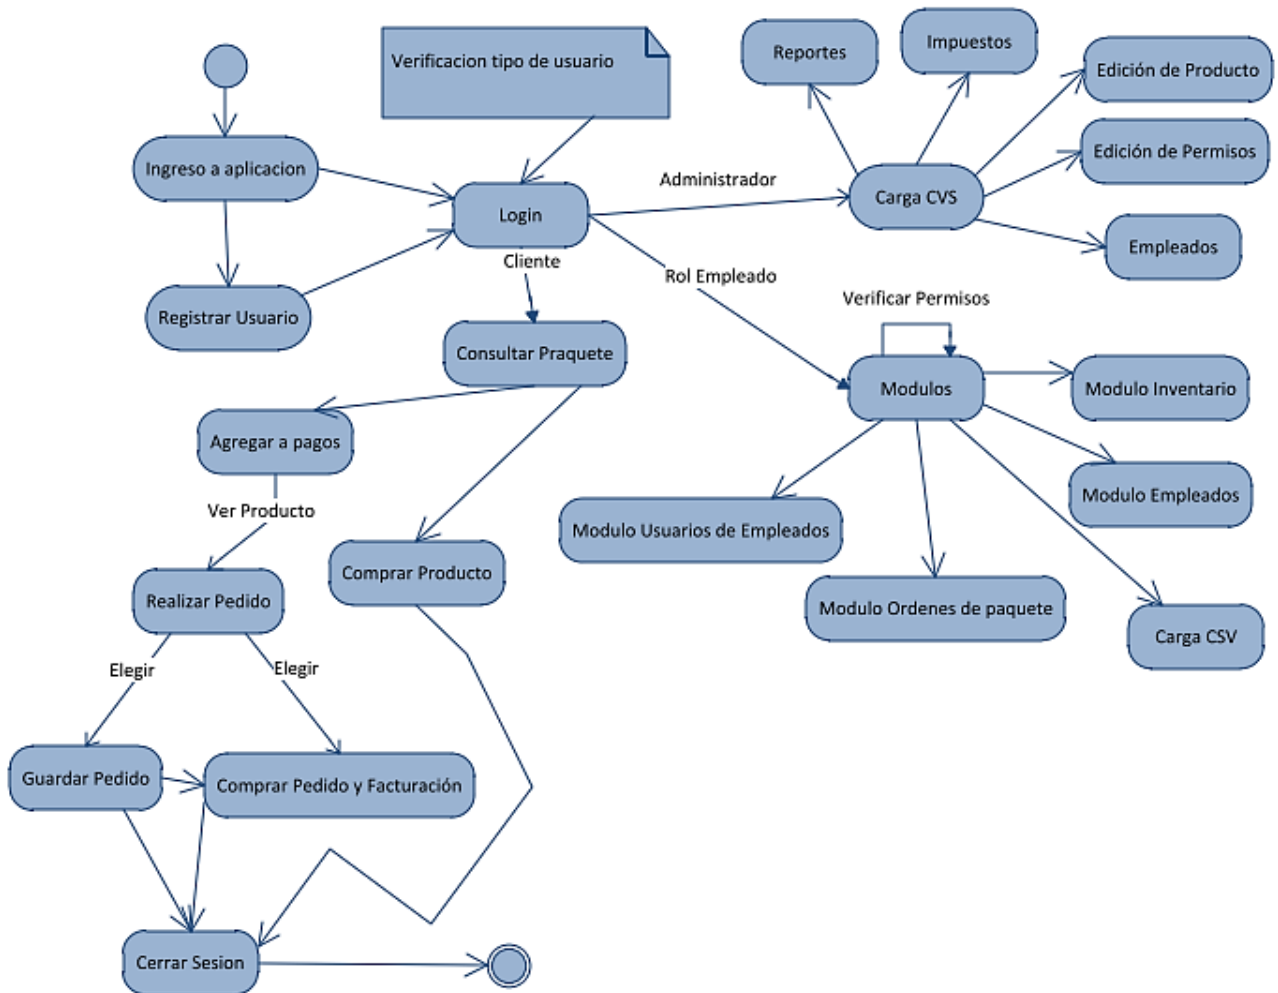 Verificacion tipo de usuario
Reportes
Impuestos
Edición de Producto
Edición de Permisos
Ingreso a aplicacion
Administrador
Carga CVS
Login
Empleados
Cliente
Rol Empleado
Registrar Usuario
Verificar Permisos
Consultar Praquete
Modulos
Modulo Inventario
Agregar a pagos
Modulo Empleados
Ver Producto
Modulo Usuarios de Empleados
Comprar Producto
Realizar Pedido
Modulo Ordenes de paquete
Carga CSV
Elegir
Elegir
Guardar Pedido
Comprar Pedido y Facturación
Cerrar Sesion